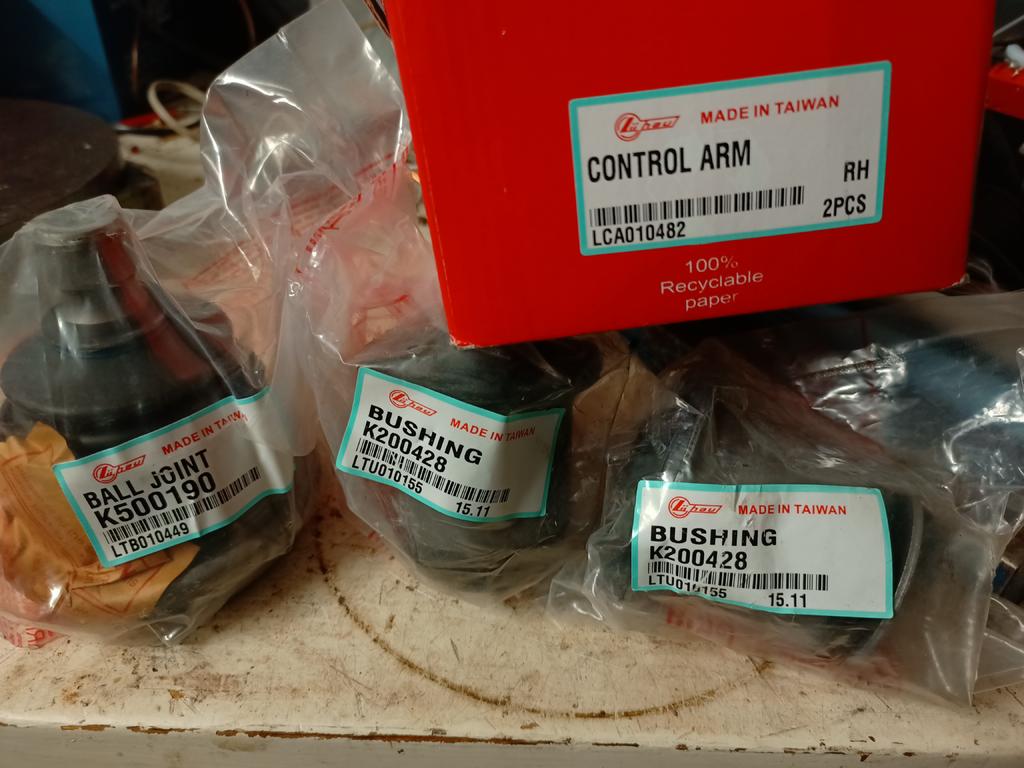 MADE IN TAIWAN
CONTROL ARM
RH
2PCS
LCA010482
100%
Recyclable
paper
MADE IN TAIWAN
BALL JOINT
K500190
LTB010449
MADE IN TAIWAN
BUSHING
K200428
LTU010155
15.11
MADE IN TAIWAN
BUSHING
K200428
LTU010155
15.11